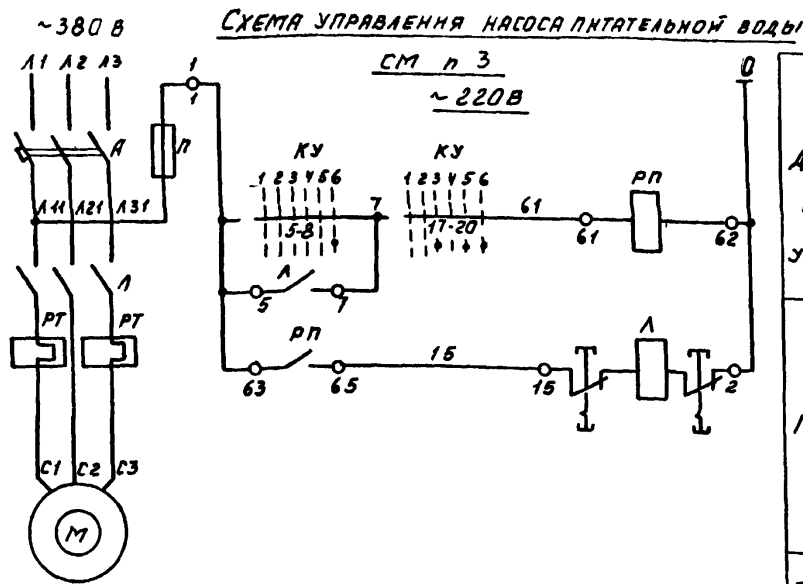 СХЕМА УПРАВЛЕНИЯ НАСОСА ПИТАТЕЛЬНОЙ ВОДЫ
~380 В
СМ п 3
~220В
Л1 Л2 Л3
1
1
0
А
П
КУ
1 2 3 4 5 6
5-8
7
КУ
1 2 3 4 5 6
17-20
61
61
РП
62
Л11 Л21 Л31
А
5
7
Л
РТ
РТ
РП
63
65
15
15
Л
2
С1 С2 С3
М
А
У